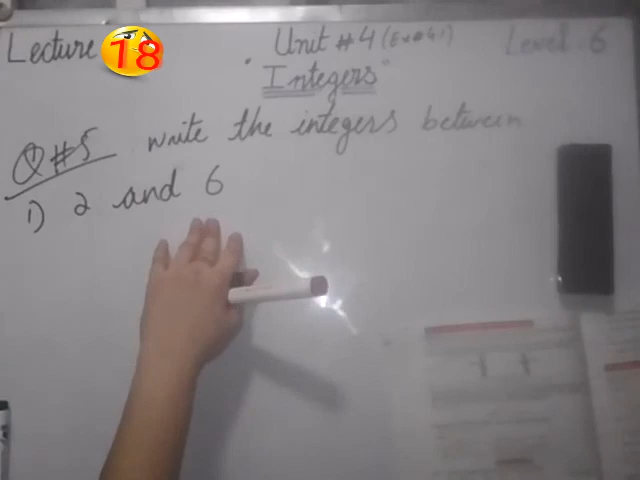 Lecture 18
Unit #4 (Ex #4.1)
Level 6
"Integers"
Q#5 write the integers between
1) 2 and 6